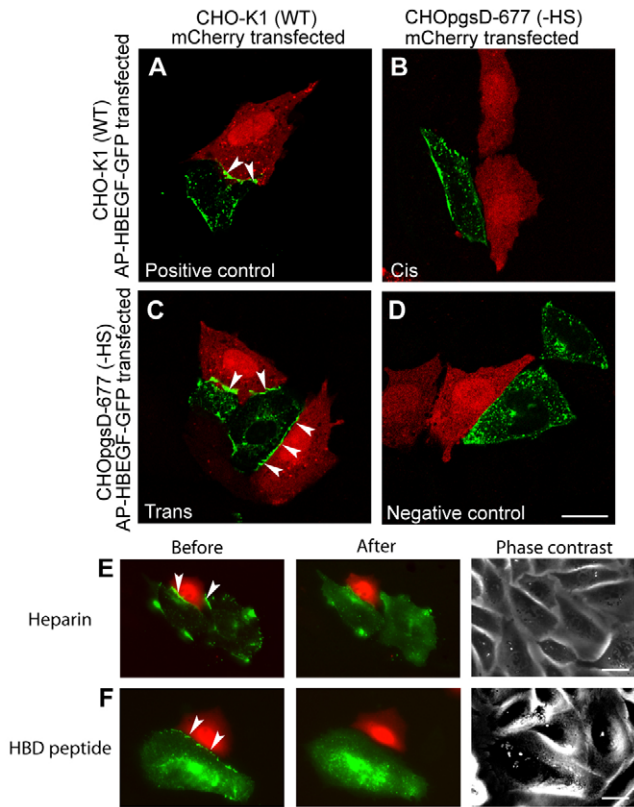 CHO-K1 (WT)
mCherry transfected
CHOpgsD-677 (-HS)
mCherry transfected
CHO-K1 (WT)
AP-HBEGF-GFP transfected
A
Positive control
B
Cis
CHOpgsD-677 (-HS)
AP-HBEGF-GFP transfected
C
Trans
D
Negative control
Before
After
Phase contrast
E
Heparin
F
HBD peptide